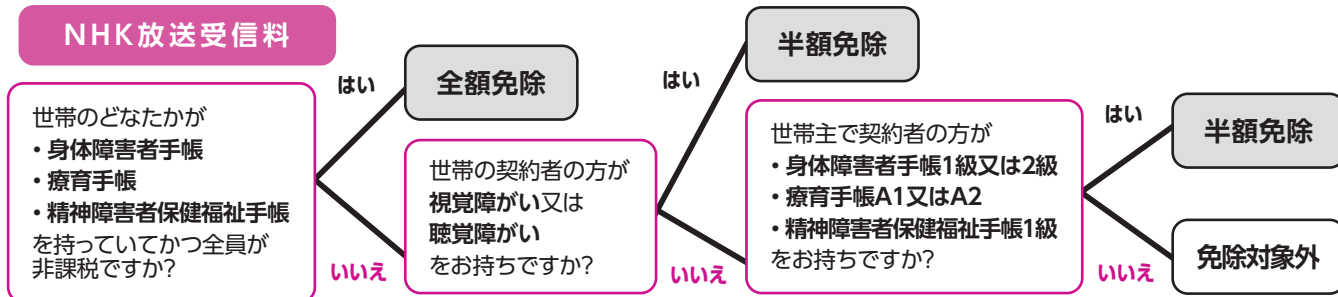 NHK放送受信料
世帯のどなたかが
・身体障害者手帳
・療育手帳
・精神障害者保健福祉手帳
を持っていてかつ全員が
非課税ですか?
はい
全額免除
いいえ
世帯の契約者の方が
視覚障がい又は
聴覚障がい
をお持ちですか?
はい
半額免除
いいえ
世帯主で契約者の方が
・身体障害者手帳1級又は2級
・療育手帳A1又はA2
・精神障害者保健福祉手帳1級
をお持ちですか?
はい
半額免除
いいえ
免除対象外